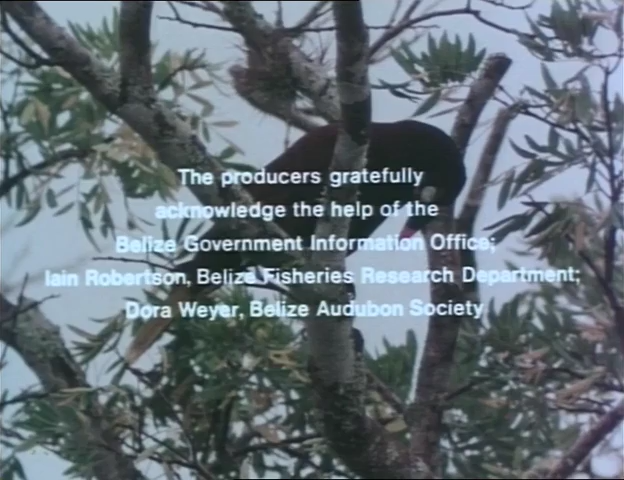 The producers gratefully
acknowledge the help of the
Belize Government Information Office;
Iain Robertson, Belize Fisheries Research Department;
Dora Weyer, Belize Audubon Society